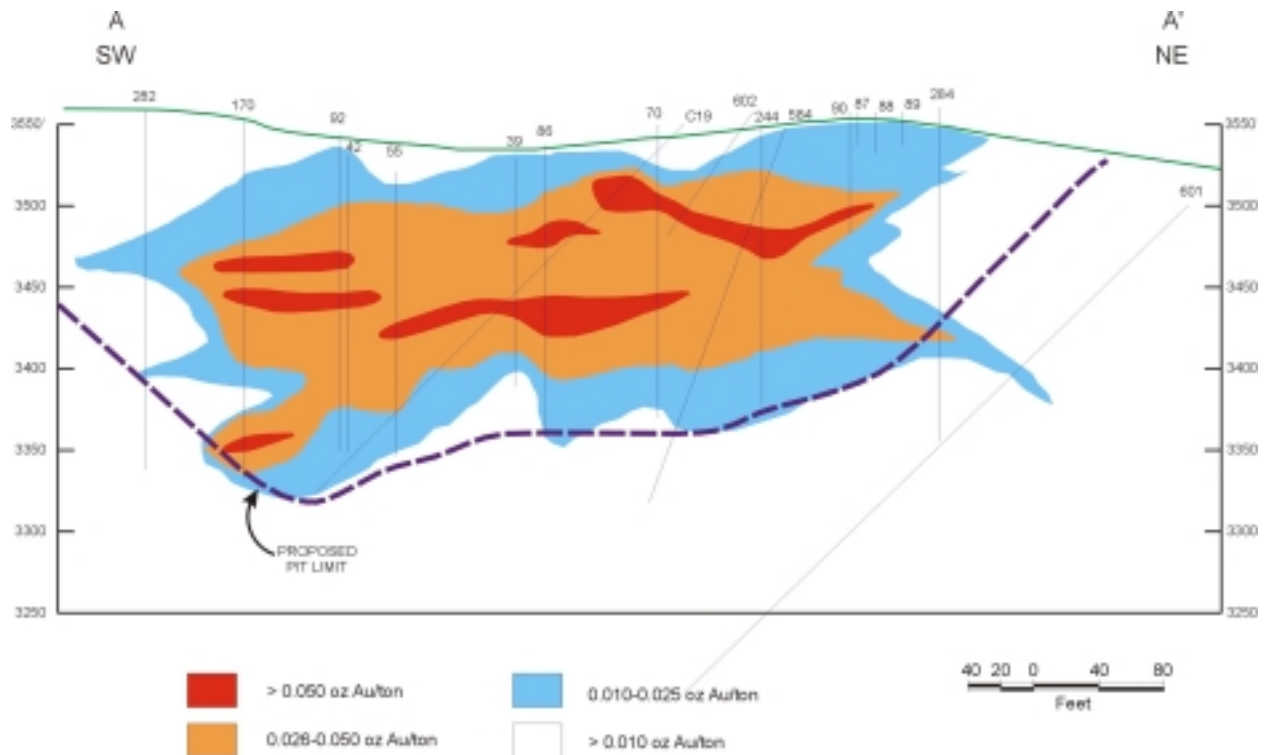 A
A'
SW
NE
282
170
92
42
55
39
86
70
C19
602
244
584
90
87
88
89
264
601
3550'
3550
3500
3500
3450
3450
3400
3400
3350
3350
3300
3300
3250
3250
PROPOSED
PIT LIMIT
> 0.050 oz Au/ton
0.010-0.025 oz Au/ton
0.026-0.050 oz Au/ton
> 0.010 oz Au/ton
40 20 0 40 80
Feet